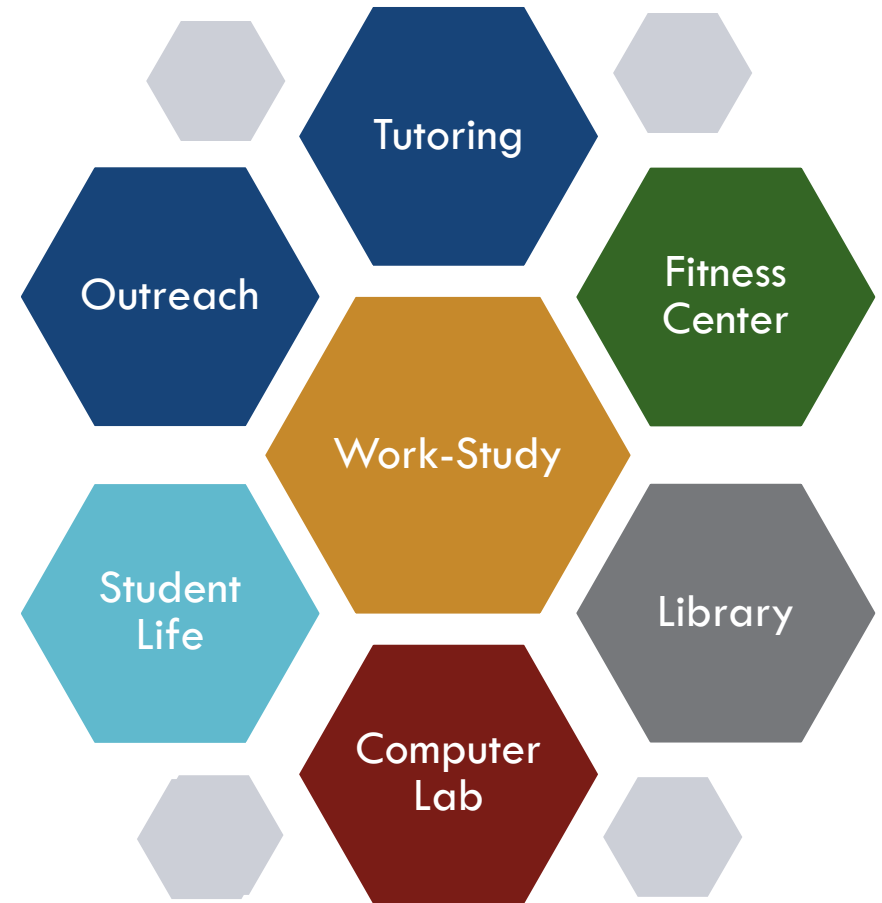 Tutoring
Outreach
Fitness
Center
Work-Study
Student
Life
Library
Computer
Lab